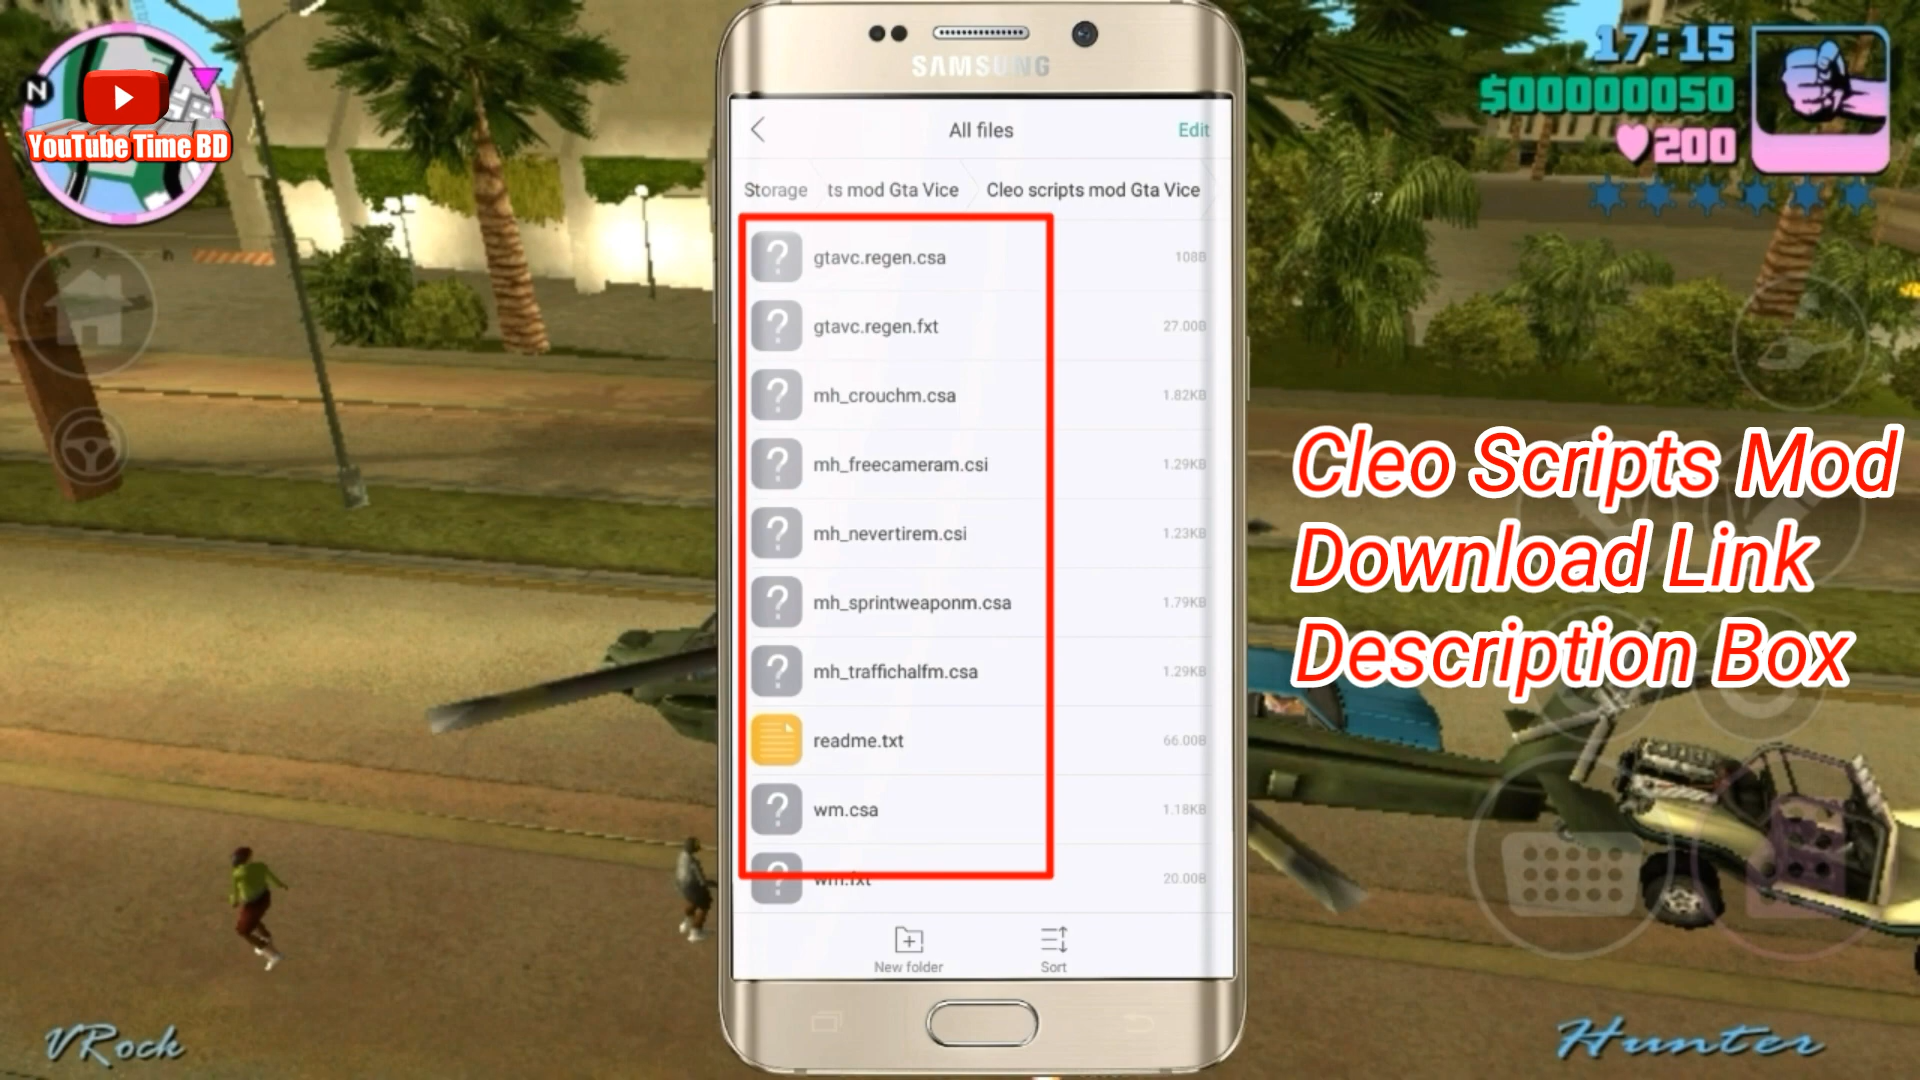 N
YouTube Time BD
SAMSUNG
All files
Edit
Storage
ts mod Gta Vice
Cleo scripts mod Gta Vice
gtavc.regen.csa
108B
gtavc.regen.fxt
27.00B
mh_crouchm.csa
1.82KB
mh_freecameram.csi
1.29KB
mh_nevertirem.csi
1.23KB
mh_sprintweaponm.csa
1.79KB
mh_traffichalfm.csa
1.29KB
readme.txt
66.00B
wm.csa
1.18KB
wm.fxt
20.00B
New folder
Sort
17:15
$00000050
200
Cleo Scripts Mod
Download Link
Description Box
VRock
Hunter